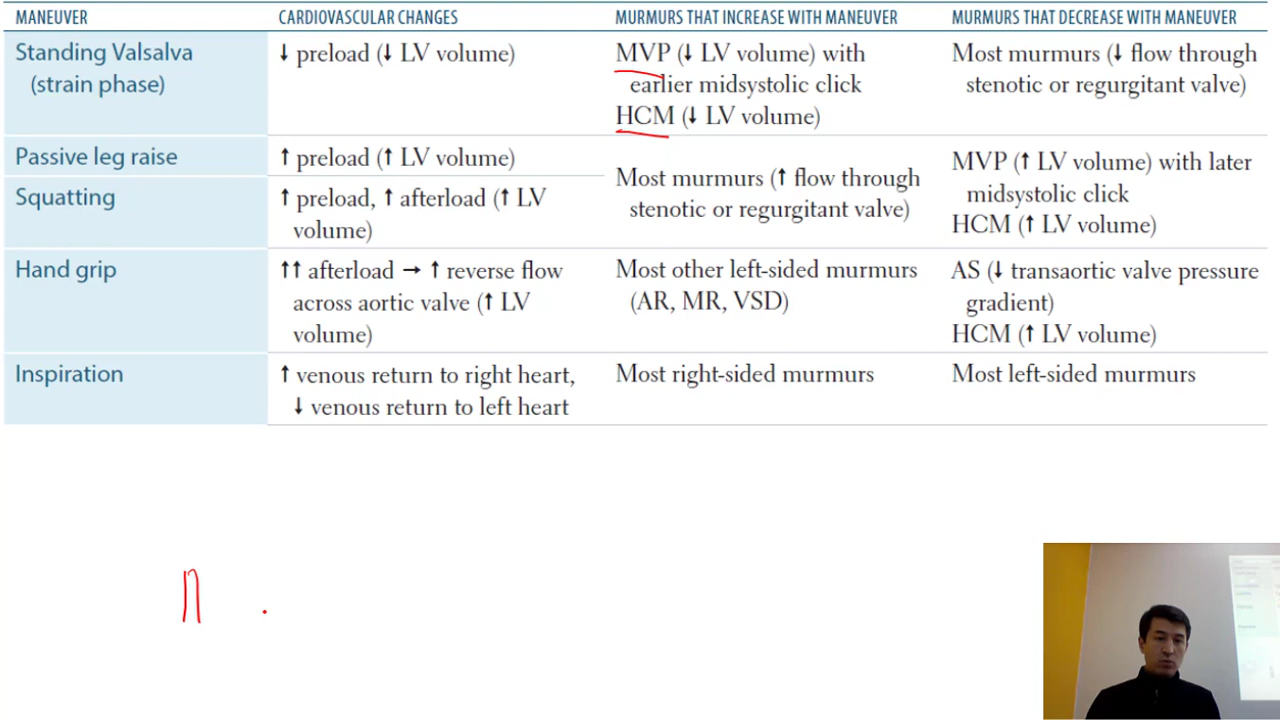 MANEUVER CARDIOVASCULAR CHANGES MURMURS THAT INCREASE WITH MANEUVER MURMURS THAT DECREASE WITH MANEUVER
Standing Valsalva
(strain phase)
↓ preload (↓ LV volume)
MVP (↓ LV volume) with
earlier midsystolic click
HCM (↓ LV volume)
Most murmurs (↓ flow through
stenotic or regurgitant valve)
Passive leg raise
↑ preload (↑ LV volume)
Squatting
↑ preload, ↑ afterload (↑ LV
volume)
Most murmurs (↑ flow through
stenotic or regurgitant valve)
MVP (↑ LV volume) with later
midsystolic click
HCM (↑ LV volume)
Hand grip
↑↑ afterload → ↑ reverse flow
across aortic valve (↑ LV
volume)
Most other left-sided murmurs
(AR, MR, VSD)
AS (↓ transaortic valve pressure
gradient)
HCM (↑ LV volume)
Inspiration
↑ venous return to right heart,
↓ venous return to left heart
Most right-sided murmurs
Most left-sided murmurs